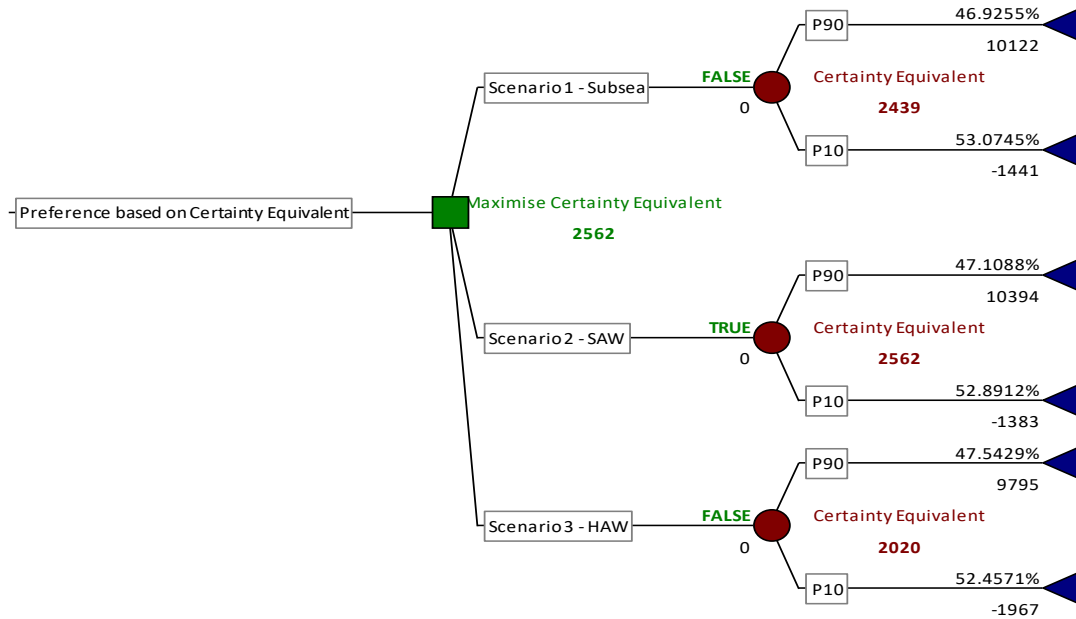 P90
46.9255%
10122
Scenario 1 - Subsea
FALSE
0
Certainty Equivalent
2439
P10
53.0745%
-1441
Preference based on Certainty Equivalent
Maximise Certainty Equivalent
2562
P90
47.1088%
10394
Scenario 2 - SAW
TRUE
0
Certainty Equivalent
2562
P10
52.8912%
-1383
P90
47.5429%
9795
Scenario 3 - HAW
FALSE
0
Certainty Equivalent
2020
P10
52.4571%
-1967